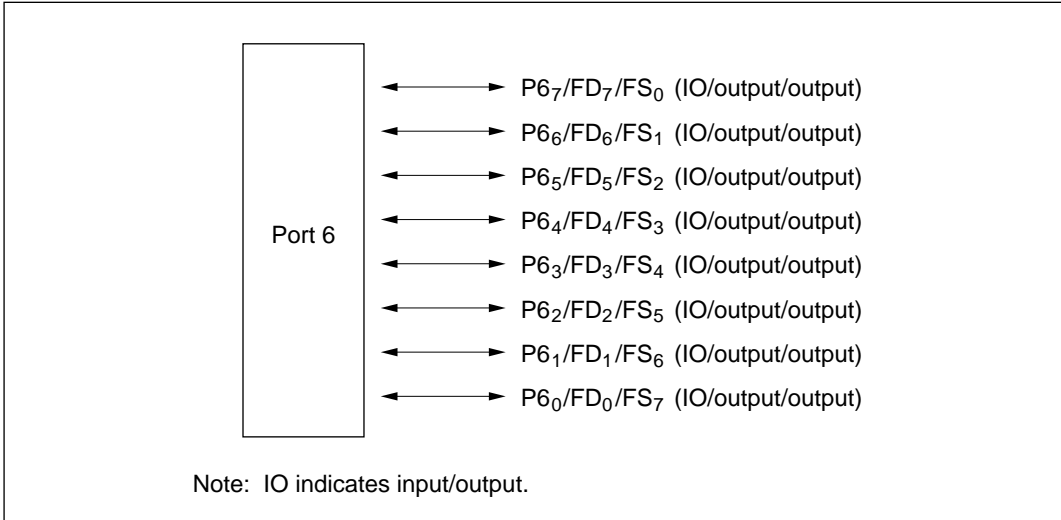 P6₇/FD₇/FS₀ (IO/output/output)
P6₆/FD₆/FS₁ (IO/output/output)
P6₅/FD₅/FS₂ (IO/output/output)
P6₄/FD₄/FS₃ (IO/output/output)
Port 6
P6₃/FD₃/FS₄ (IO/output/output)
P6₂/FD₂/FS₅ (IO/output/output)
P6₁/FD₁/FS₆ (IO/output/output)
P6₀/FD₀/FS₇ (IO/output/output)
Note: IO indicates input/output.